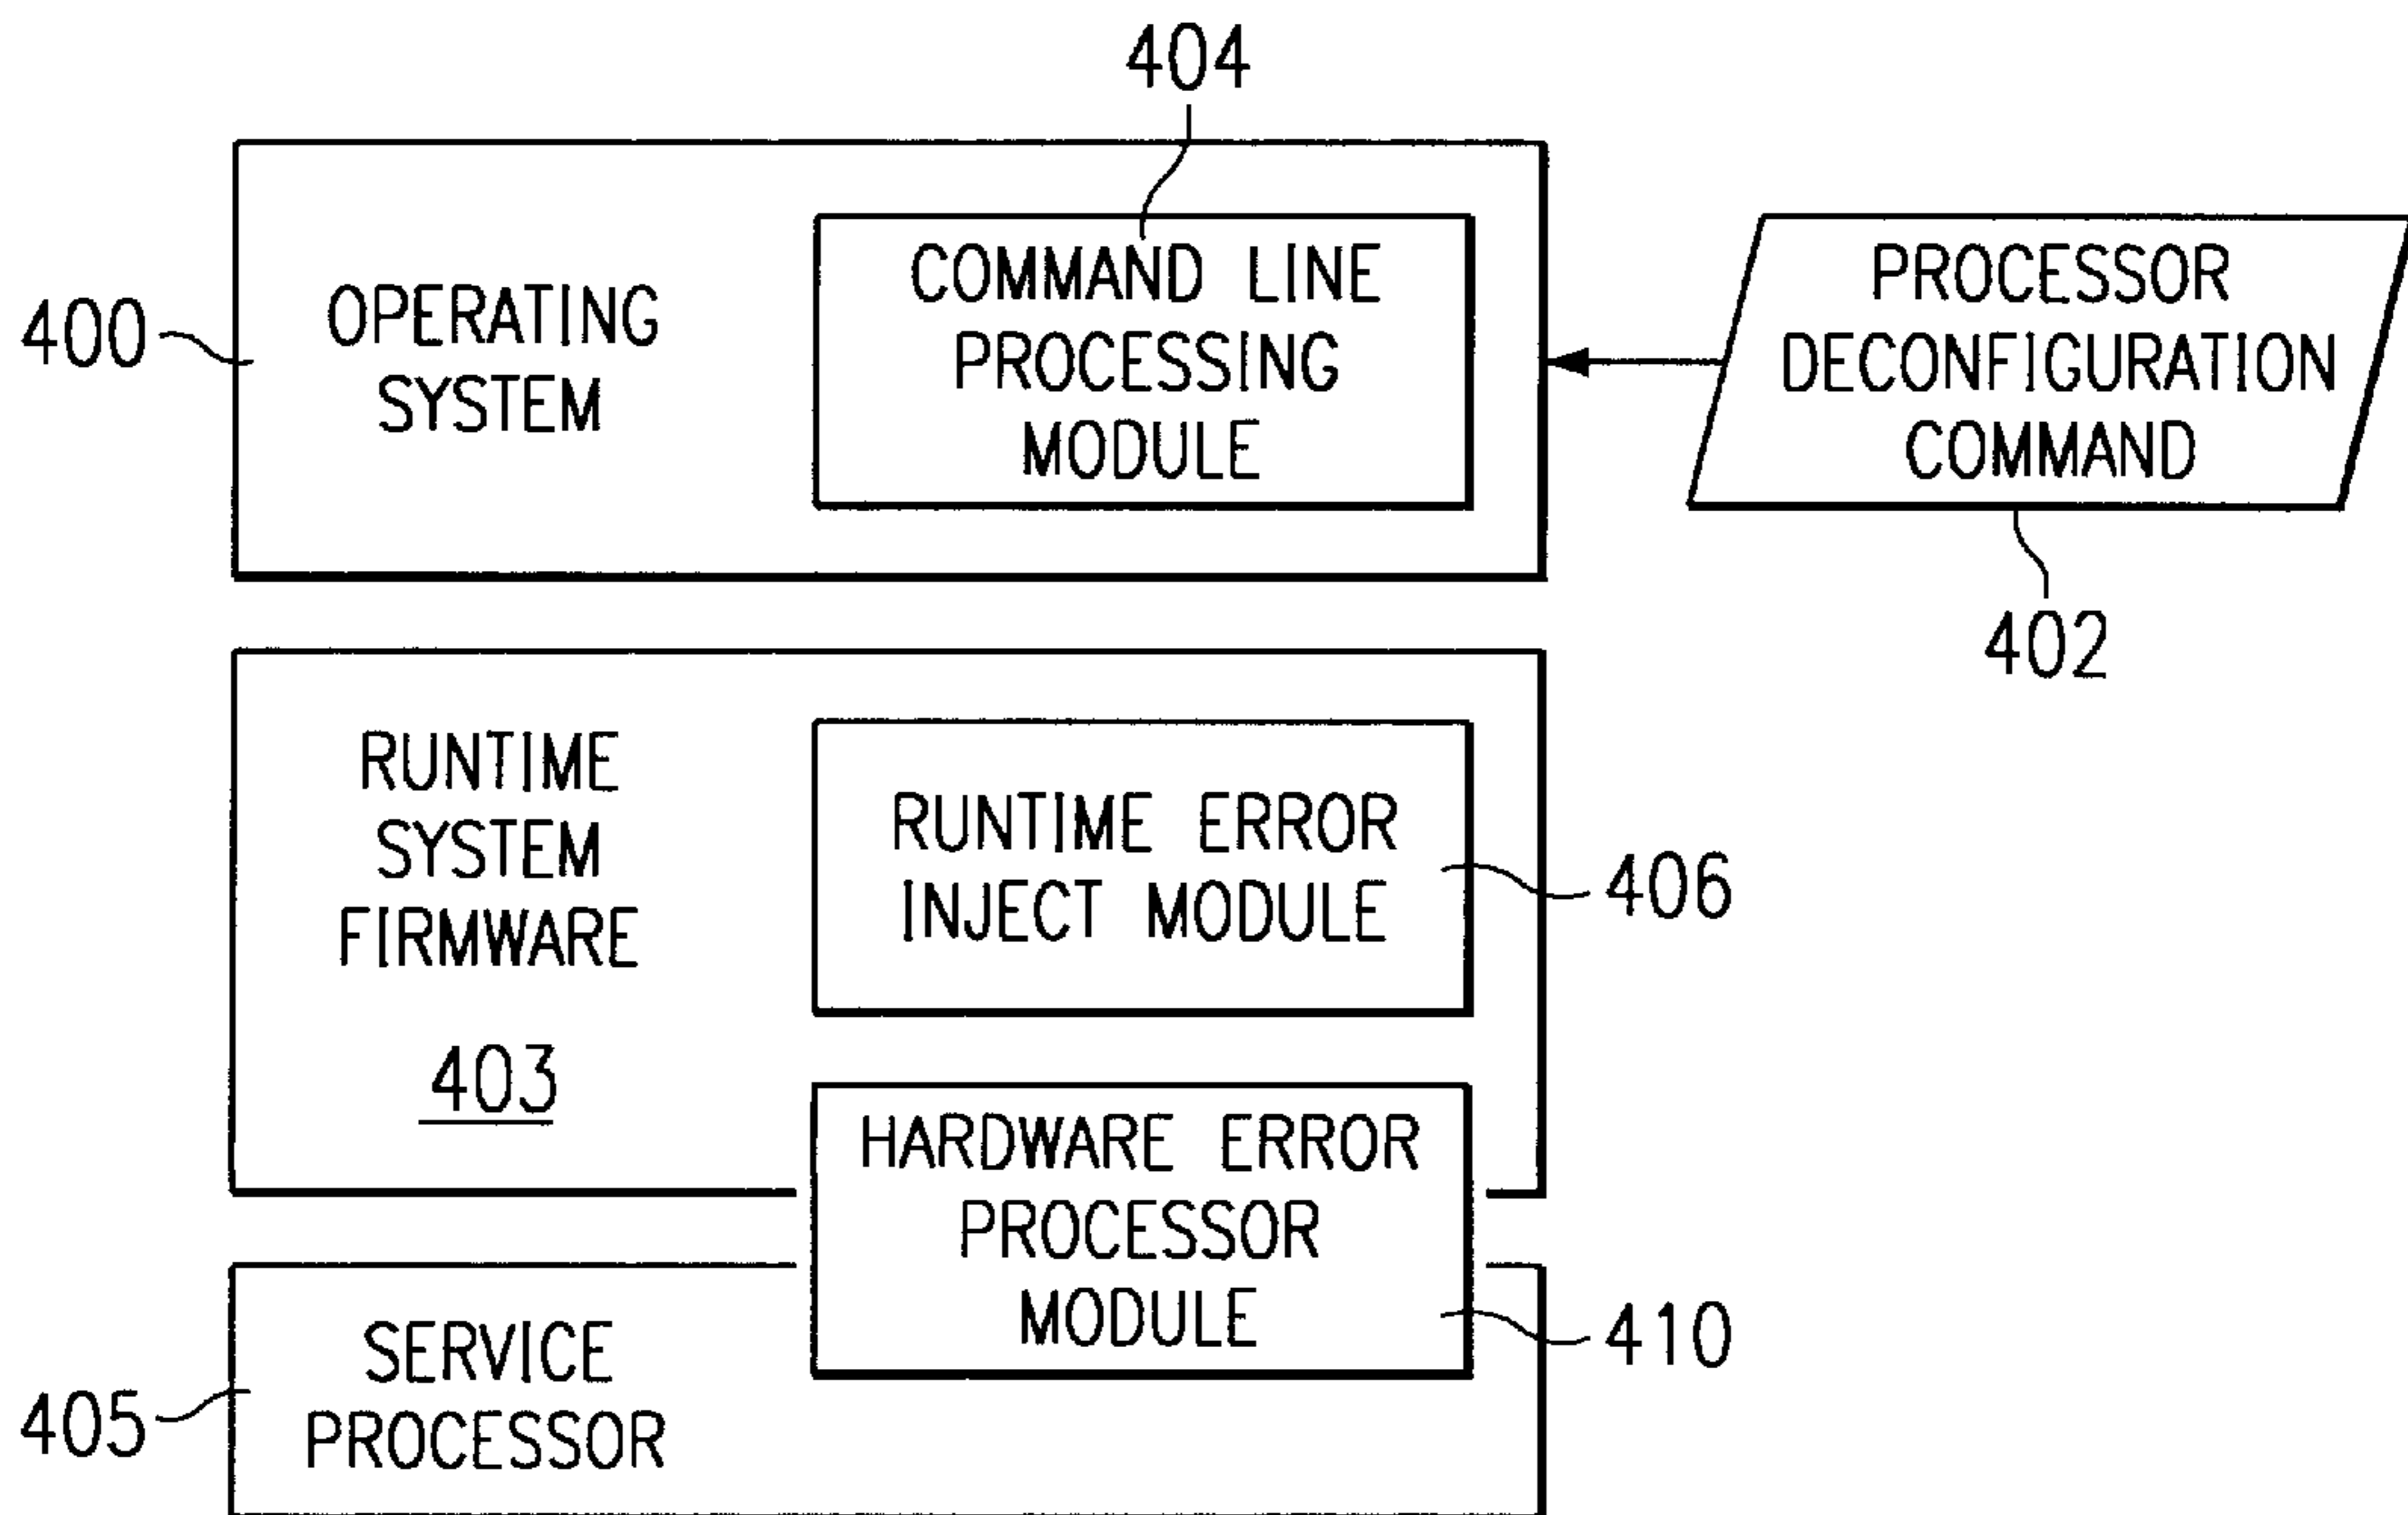 404
400
OPERATING
SYSTEM
COMMAND LINE
PROCESSING
MODULE
PROCESSOR
DECONFIGURATION
COMMAND
402
RUNTIME
SYSTEM
FIRMWARE
403
RUNTIME ERROR
INJECT MODULE
406
HARDWARE ERROR
PROCESSOR
MODULE
410
SERVICE
PROCESSOR
405